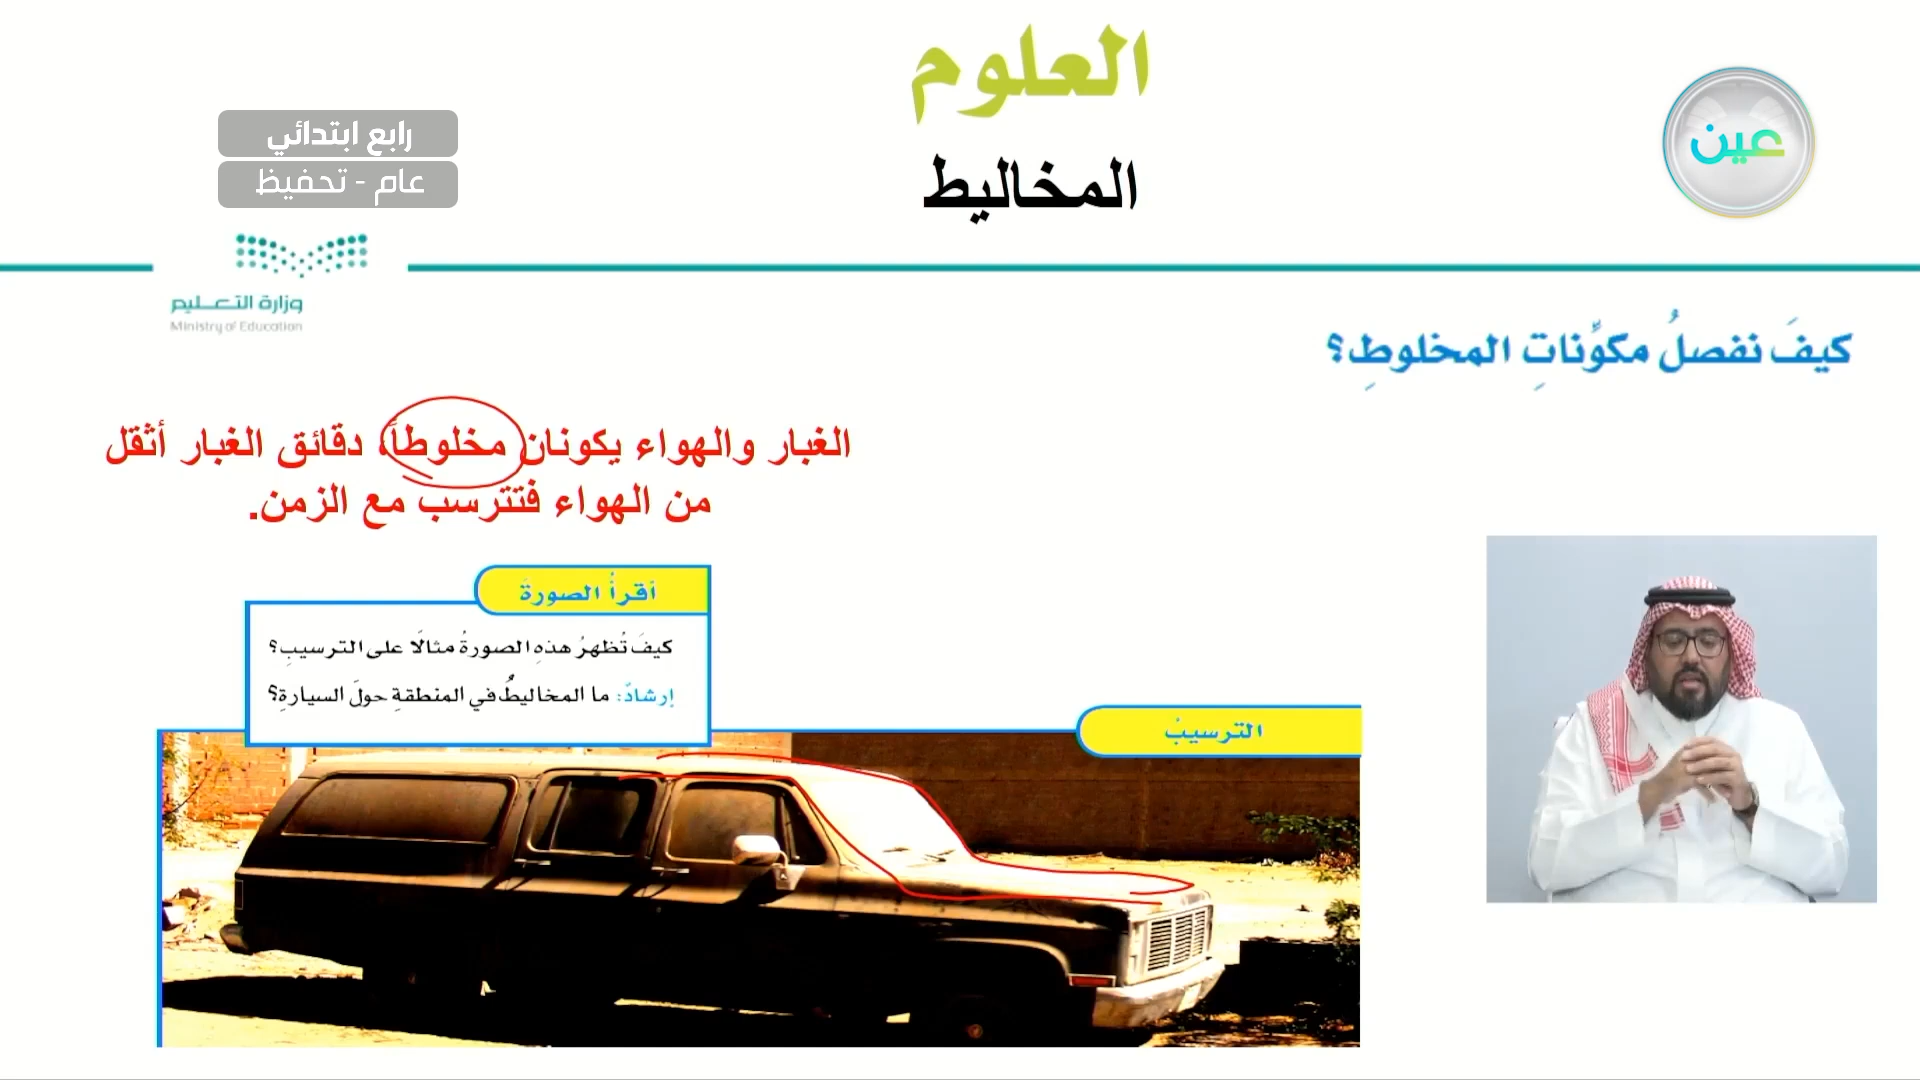 العلوم
المخاليط
عين
رابع ابتدائي
عام - تحفيظ
وزارة التعليم
Ministry of Education
كيفَ نفصلُ مكوِّناتِ المخلوطِ؟
الغبار والهواء يكونان مخلوطاً، دقائق الغبار أثقل
من الهواء فتترسب مع الزمن.
أقرأُ الصورةَ
كيفَ تُظهرُ هذهِ الصورةُ مثالًا على الترسيبِ؟
إرشادٌ: ما المخاليطُ في المنطقةِ حولَ السيارةِ؟
الترسيبُ